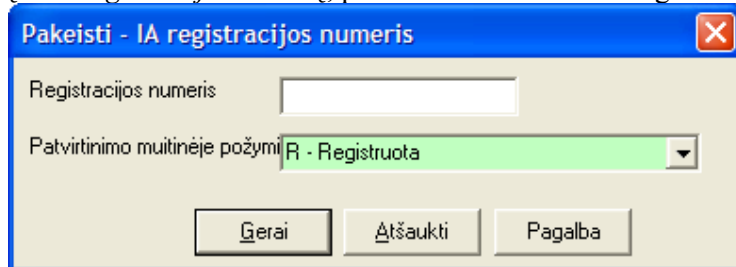 Pakeisti - IA registracijos numeris
Registracijos numeris
Patvirtinimo muitinėje požymi R - Registruota
Gerai Atšaukti Pagalba